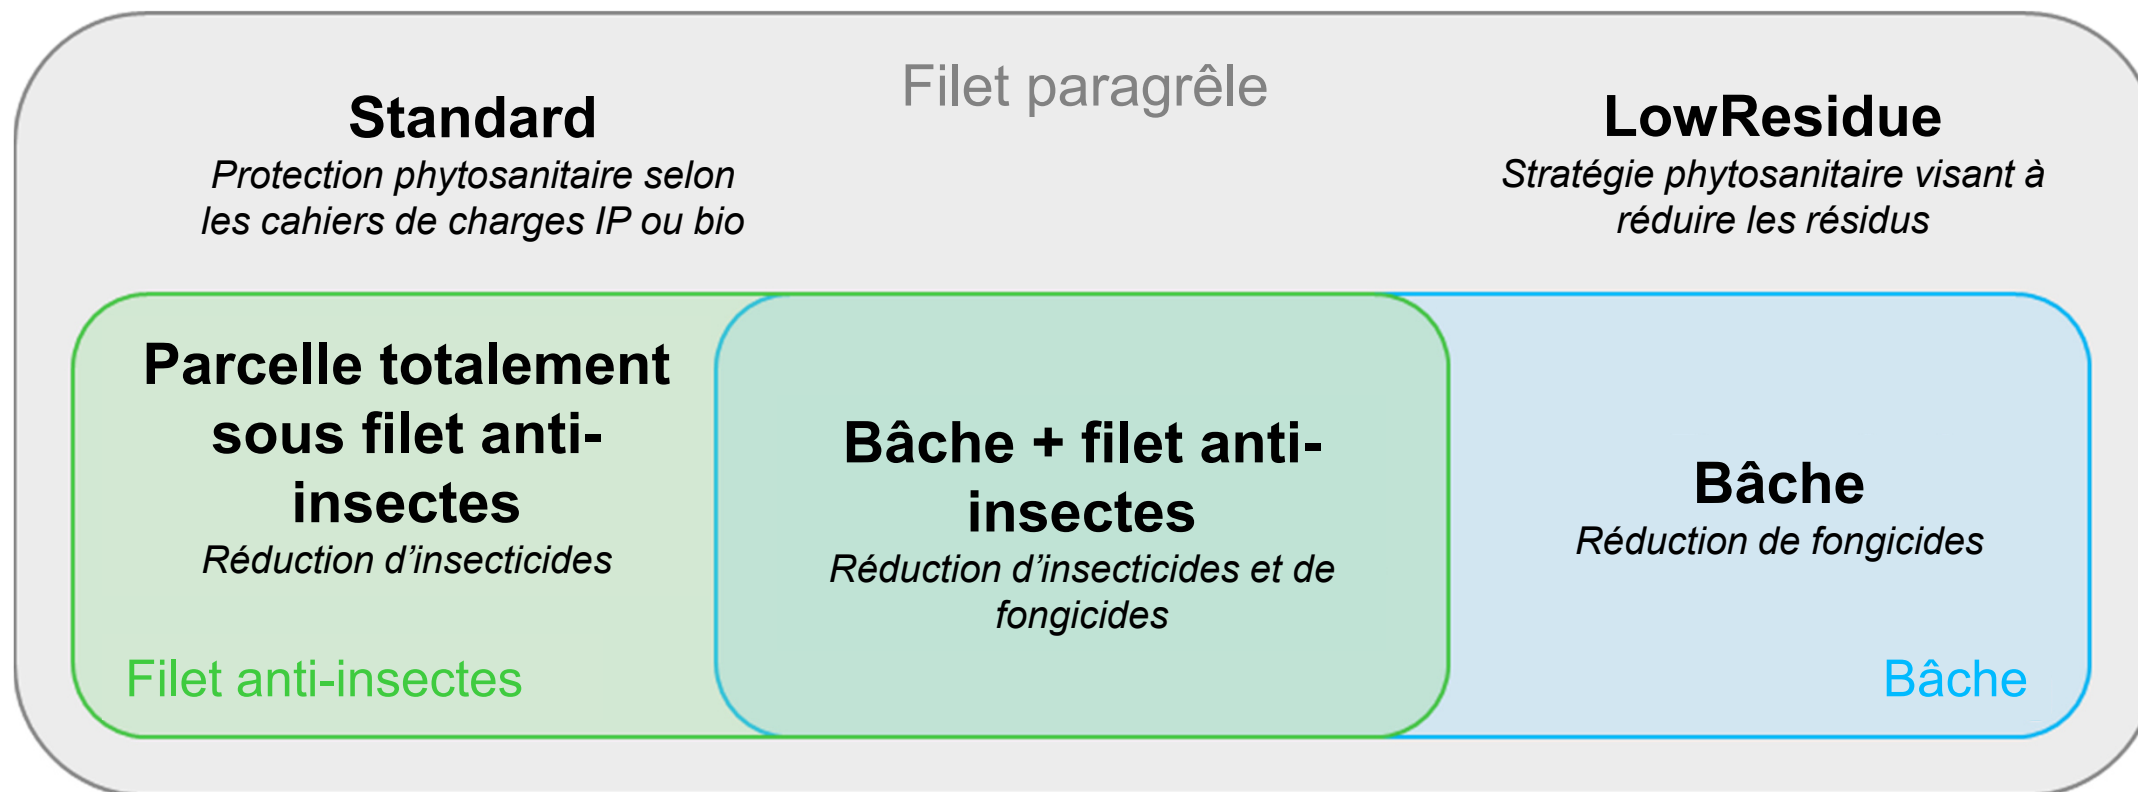 Filet paragrêle
Standard
Protection phytosanitaire selon
les cahiers de charges IP ou bio
LowResidue
Stratégie phytosanitaire visant à
réduire les résidus
Parcelle totalement
sous filet anti-
insectes
Réduction d'insecticides
Filet anti-insectes
Bâche + filet anti-
insectes
Réduction d'insecticides et de
fongicides
Bâche
Réduction de fongicides
Bâche